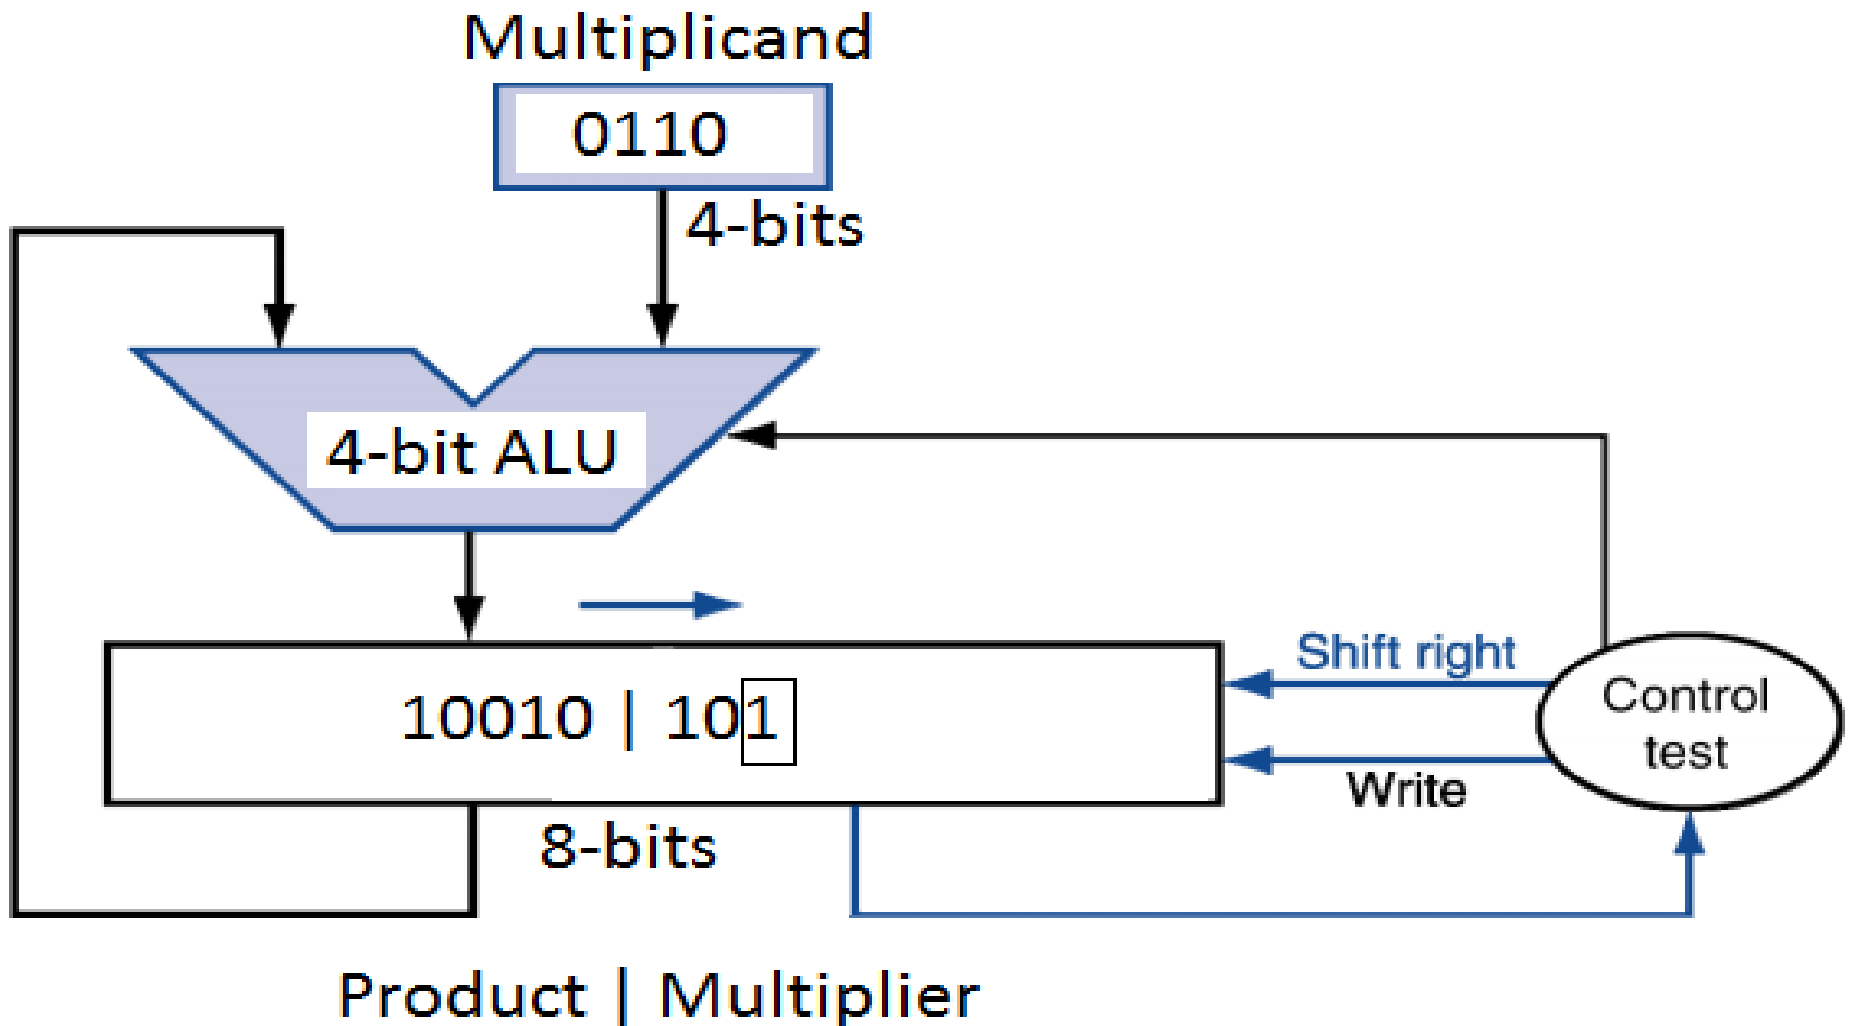 Multiplicand
0110
4-bits
4-bit ALU
Shift right
Control
test
10010 | 101
Write
8-bits
Product | Multiplier